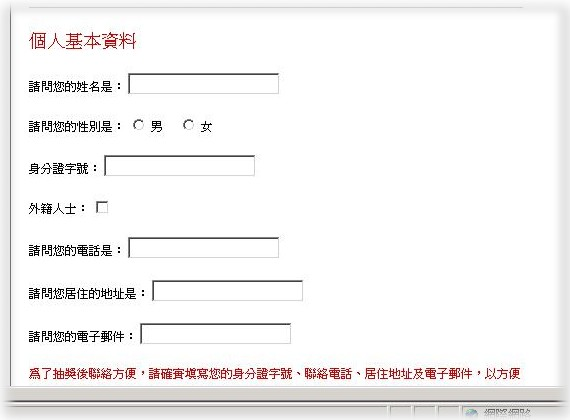 個人基本資料
請問您的姓名是：
請問您的性別是： 男 女
身分證字號：
外籍人士：
請問您的電話是：
請問您居住的地址是：
請問您的電子郵件：
為了抽獎後聯絡方便，請確實填寫您的身分證字號、聯絡電話、居住地址及電子郵件，以方便